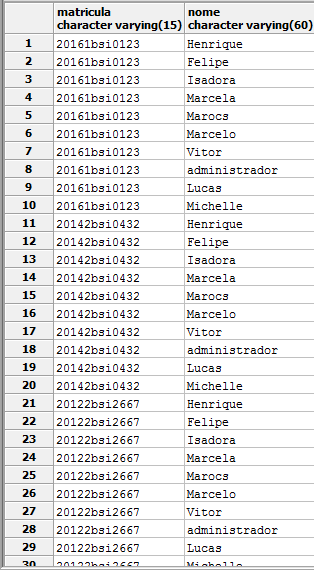 matricula nome
character varying(15) character varying(60)
1 20161bsi0123 Henrique
2 20161bsi0123 Felipe
3 20161bsi0123 Isadora
4 20161bsi0123 Marcela
5 20161bsi0123 Marocs
6 20161bsi0123 Marcelo
7 20161bsi0123 Vitor
8 20161bsi0123 administrador
9 20161bsi0123 Lucas
10 20161bsi0123 Michelle
11 20142bsi0432 Henrique
12 20142bsi0432 Felipe
13 20142bsi0432 Isadora
14 20142bsi0432 Marcela
15 20142bsi0432 Marocs
16 20142bsi0432 Marcelo
17 20142bsi0432 Vitor
18 20142bsi0432 administrador
19 20142bsi0432 Lucas
20 20142bsi0432 Michelle
21 20122bsi2667 Henrique
22 20122bsi2667 Felipe
23 20122bsi2667 Isadora
24 20122bsi2667 Marcela
25 20122bsi2667 Marocs
26 20122bsi2667 Marcelo
27 20122bsi2667 Vitor
28 20122bsi2667 administrador
29 20122bsi2667 Lucas
30 20122bsi2667 Michelle